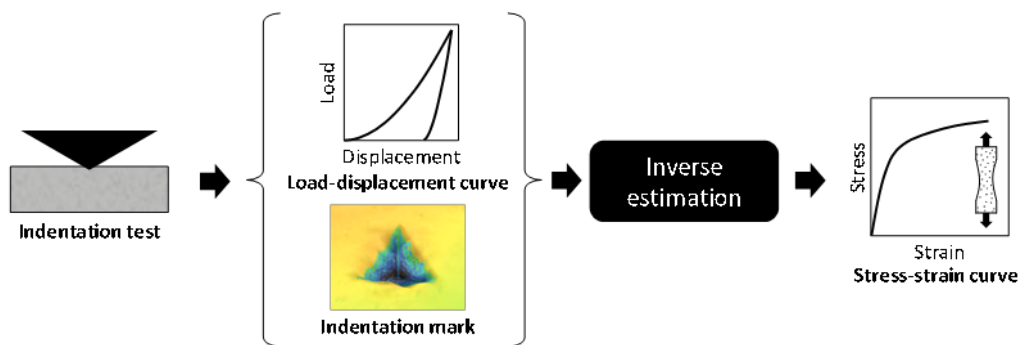 Indentation test
Load
Displacement
Load-displacement curve
Indentation mark
Inverse
estimation
Stress
Strain
Stress-strain curve